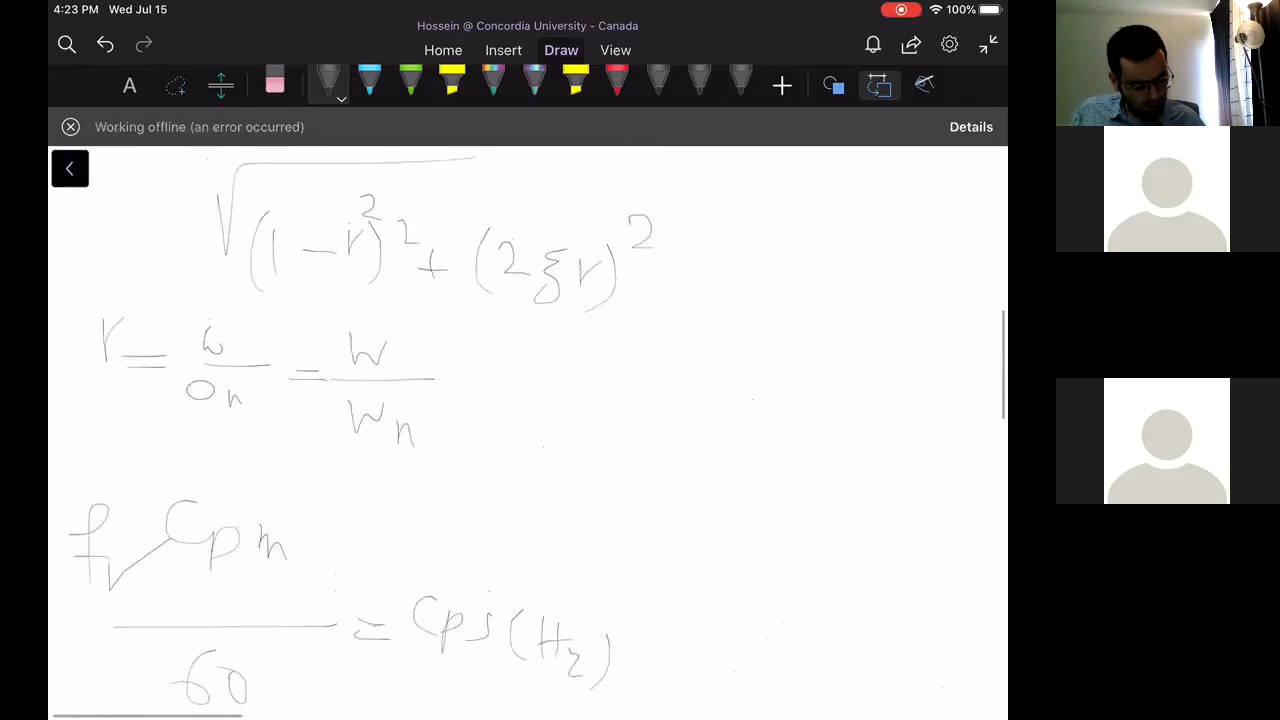 4:23 PM Wed Jul 15
100%
Hossein @ Concordia University - Canada
Home Insert Draw View
A
Working offline (an error occurred) Details
√(1 - r²)² + (2ξr)²
r = ω / ωn = W / Wn
f Cpm / 60 = Cps (Hz)